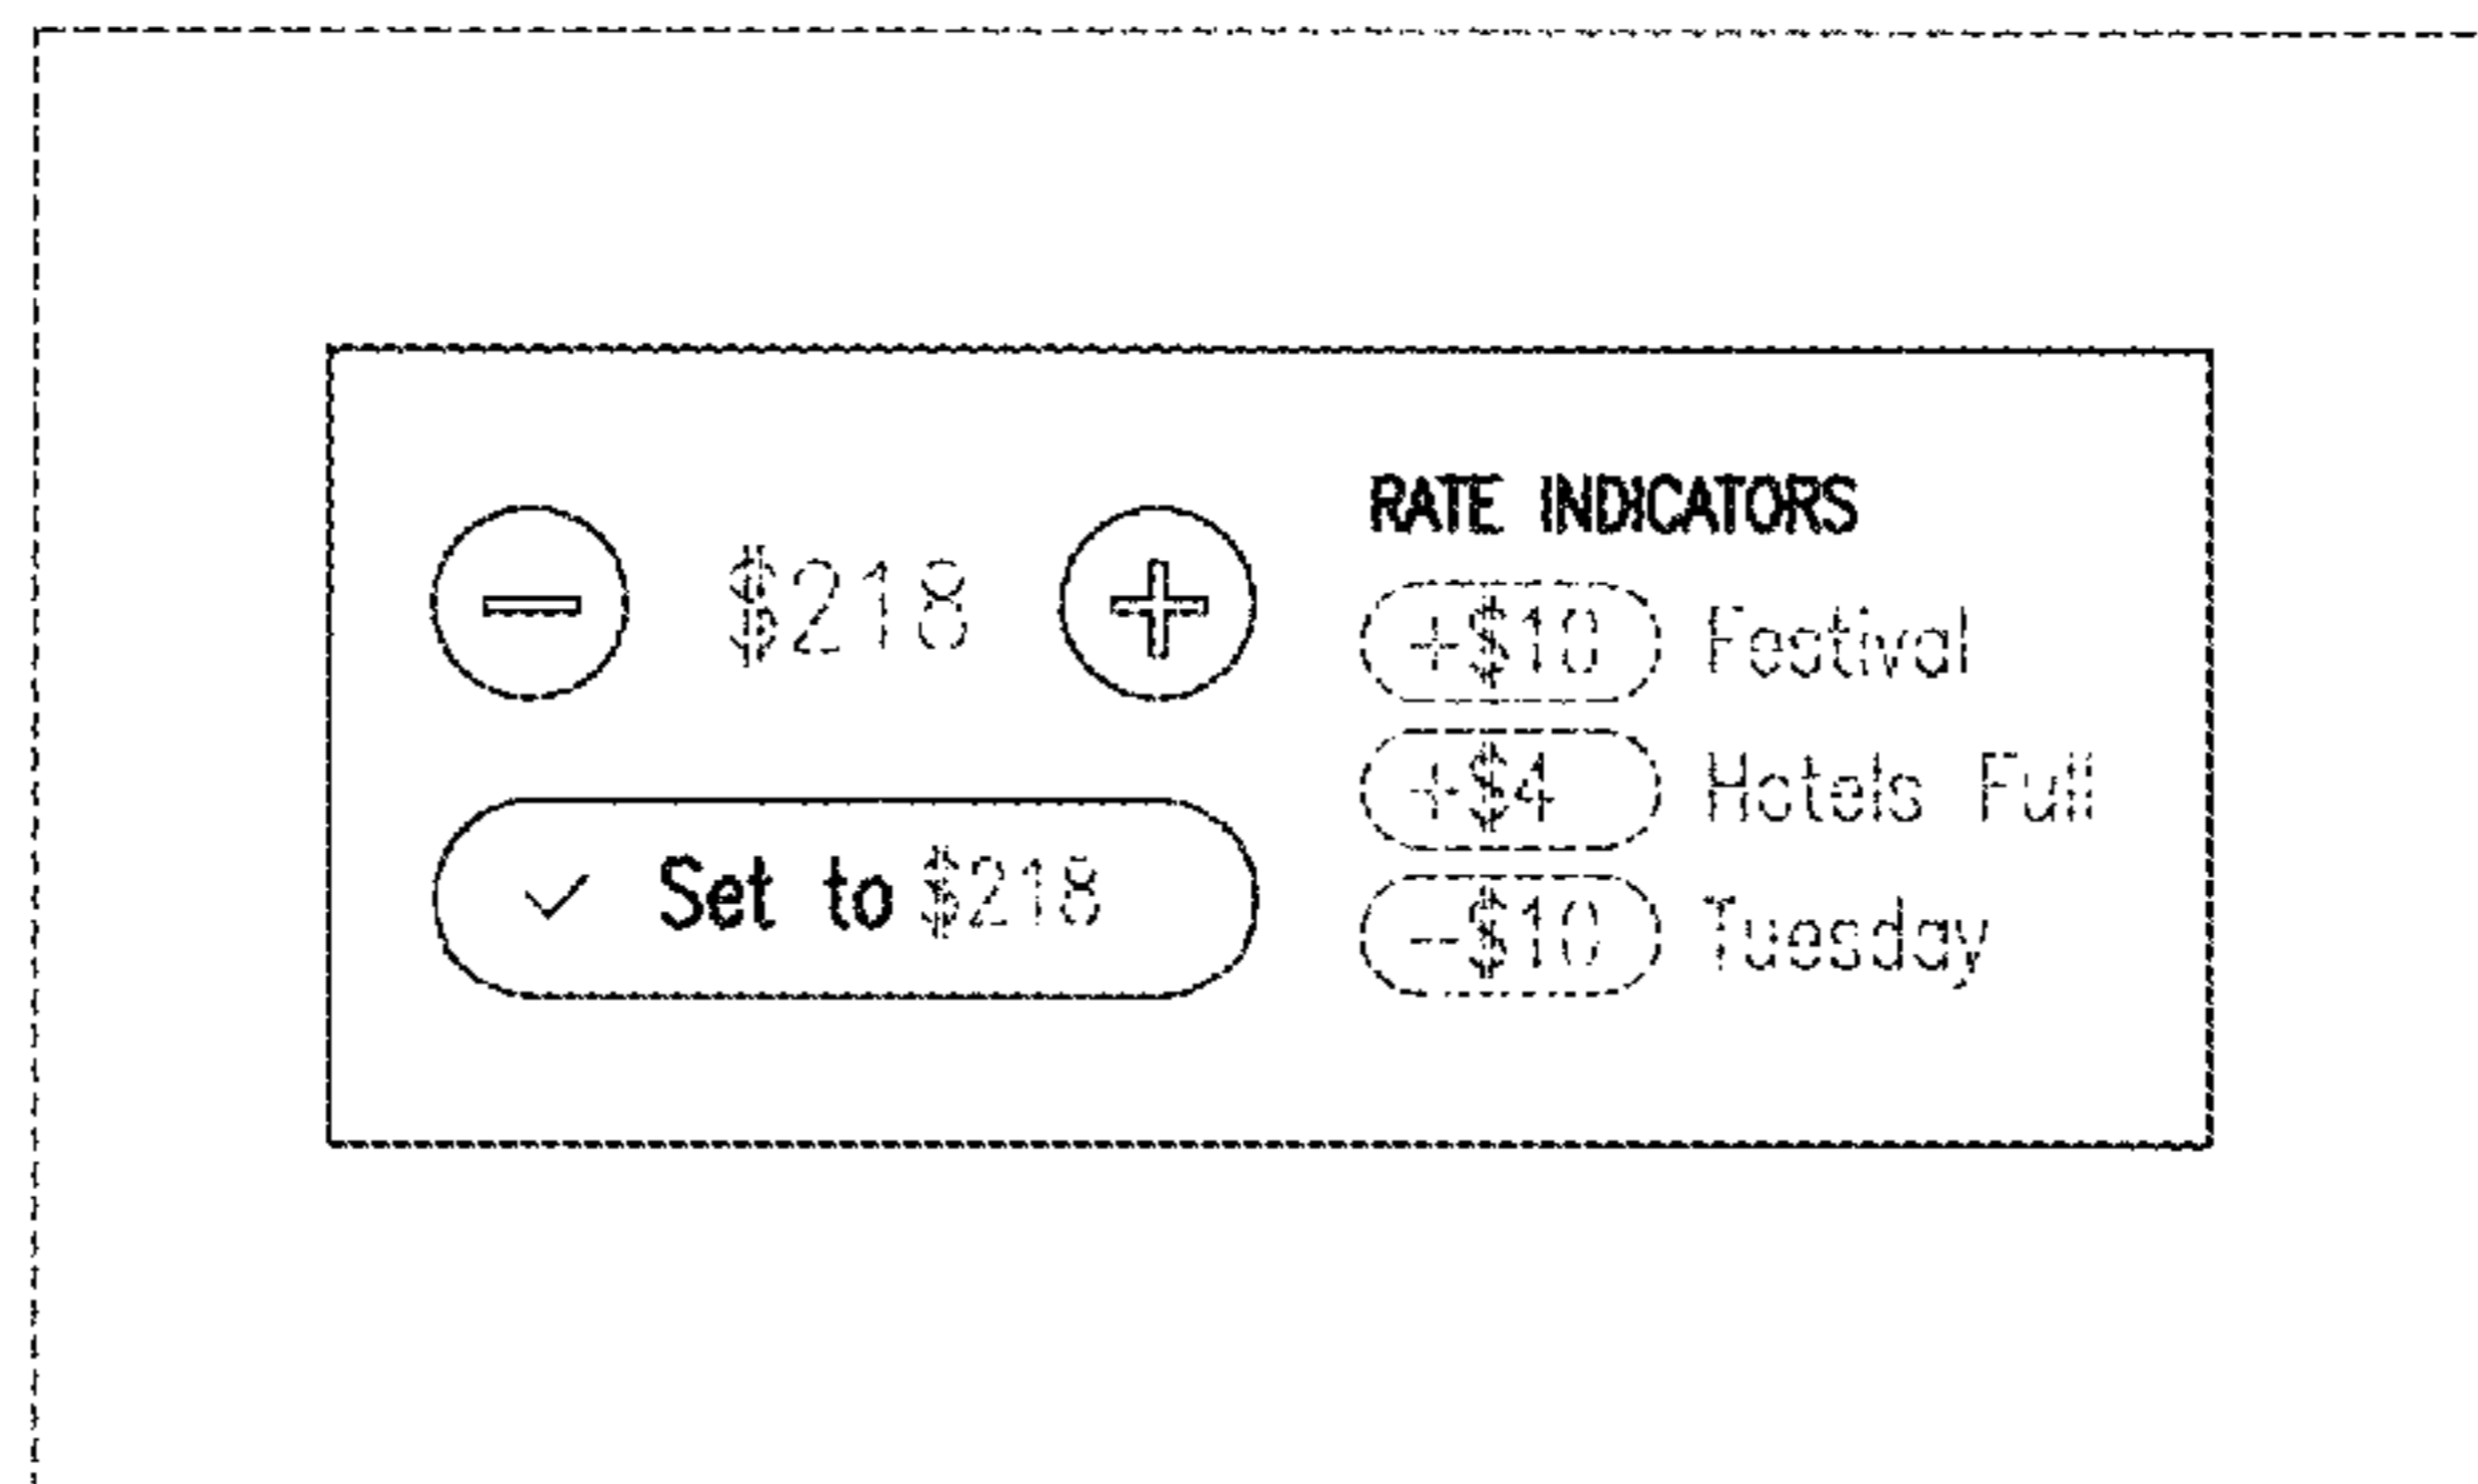 $218
Set to $218
RATE INDICATORS
+$10 Festival
+$4 Hotels Full
-$10 Tuesday